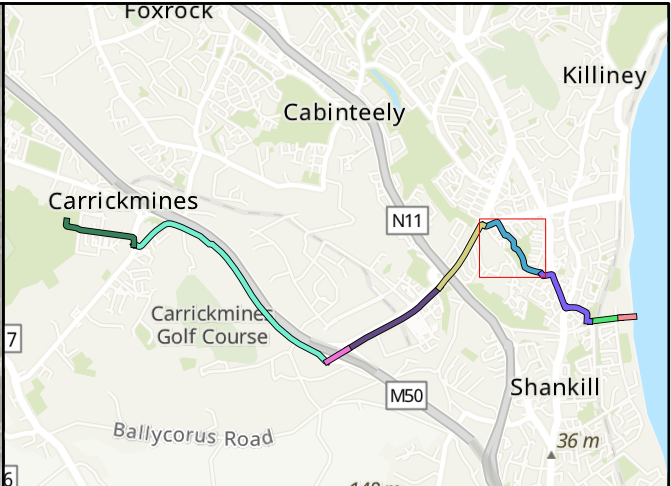 Foxrock
Killiney
Cabinteely
Carrickmines
N11
Carrickmines
Golf Course
7
M50
Shankill
Ballycorus Road
36 m
6